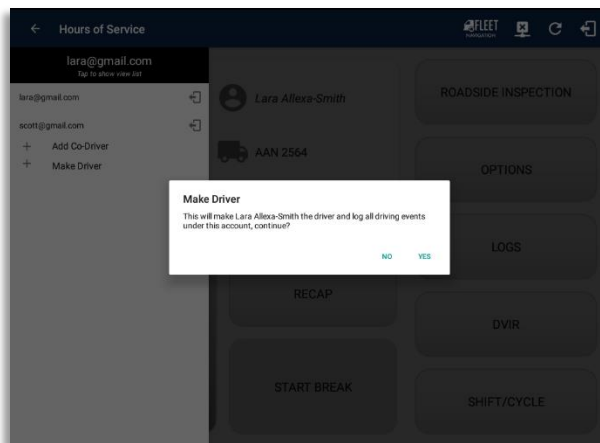 Hours of Service
FLEET
NAVIGATION
lara@gmail.com
Tap to show view list
lara@gmail.com
scott@gmail.com
Add Co-Driver
Make Driver
Lara Allexa-Smith
AAN 2564
ROADSIDE INSPECTION
OPTIONS
Make Driver
This will make Lara Allexa-Smith the driver and log all driving events
under this account, continue?
NO YES
LOGS
RECAP
DVIR
START BREAK
SHIFT/CYCLE